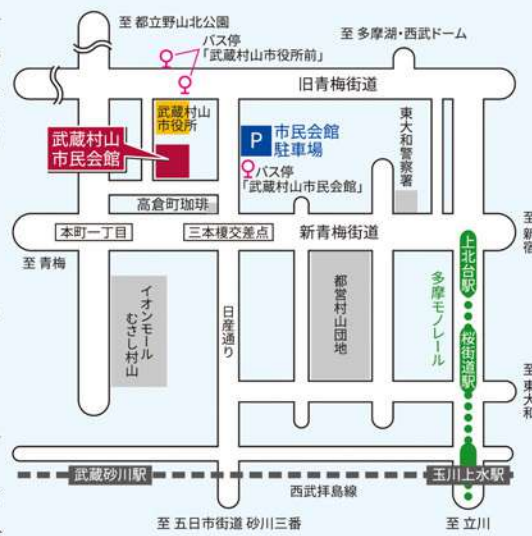 至 都立野山北公園
バス停
「武蔵村山市役所前」
至 多摩湖・西武ドーム
旧青梅街道
武蔵村山
市役所
武蔵村山
市民会館
P
市民会館
駐車場
バス停
「武蔵村山市民会館」
東大和警察署
高倉町珈琲
本町一丁目
三本榎交差点
新青梅街道
至 新宿
至 青梅
上北台駅
イオンモール
むさし村山
日産通り
都営村山団地
多摩モノレール
桜街道駅
至 東大和
武蔵砂川駅
玉川上水駅
西武拝島線
至 五日市街道 砂川三番
至 立川